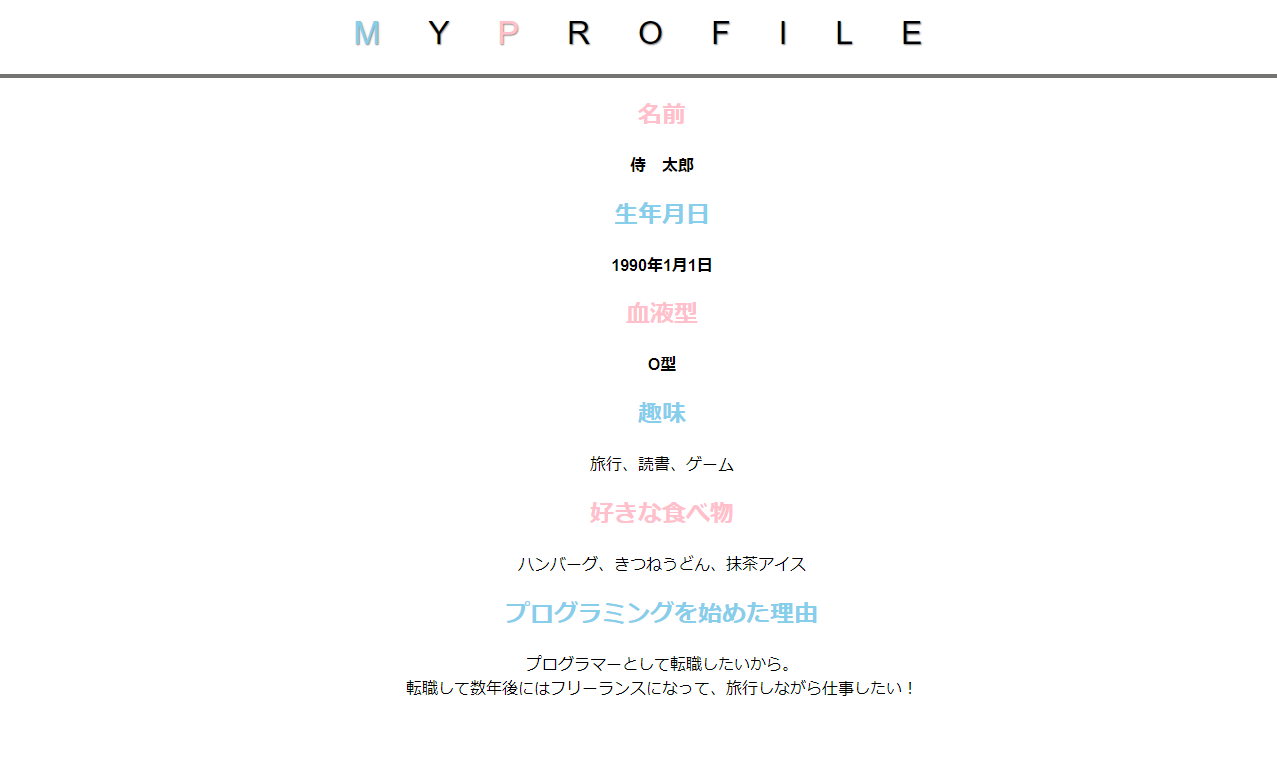 M Y P R O F I L E
名前
侍　太郎
生年月日
1990年1月1日
血液型
O型
趣味
旅行、読書、ゲーム
好きな食べ物
ハンバーグ、きつねうどん、抹茶アイス
プログラミングを始めた理由
プログラマーとして転職したいから。
転職して数年後にはフリーランスになって、旅行しながら仕事したい！